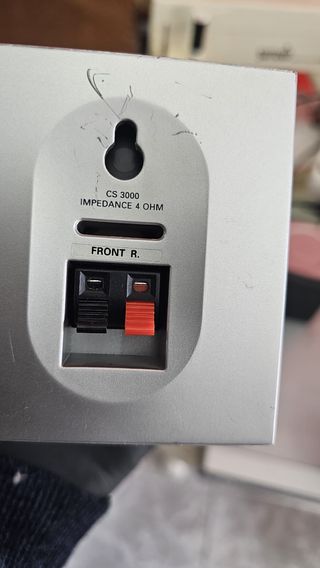 CS 3000
IMPEDANCE 4 OHM
FRONT R.